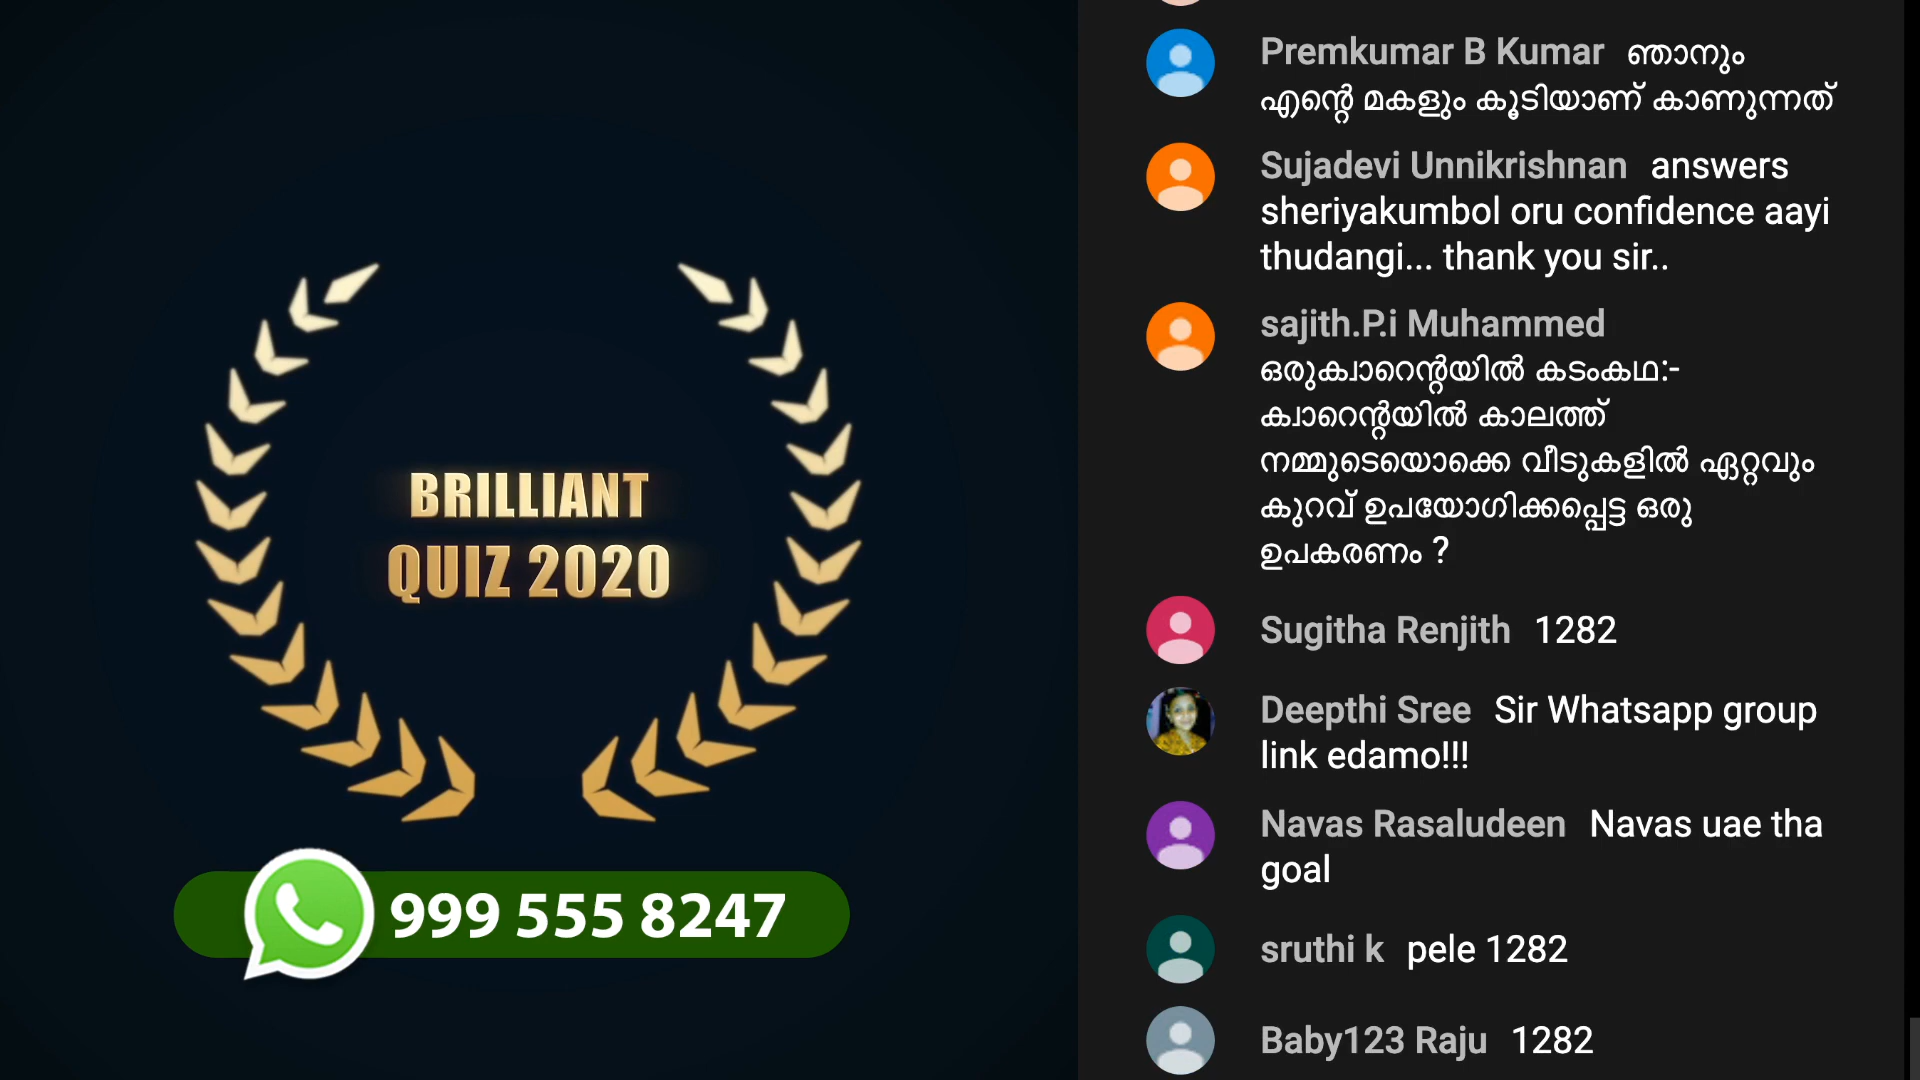 BRILLIANT
QUIZ 2020
999 555 8247
Premkumar B Kumar ഞാനും
എന്റെ മകളും കൂടിയാണ് കാണുന്നത്
Sujadevi Unnikrishnan answers
sheriyakumbol oru confidence aayi
thudangi... thank you sir..
sajith.P.i Muhammed
ഒരുക്വാറെന്റയിൽ കടംകഥ:-
ക്വാറെന്റയിൽ കാലത്ത്
നമ്മുടെയൊക്കെ വീടുകളിൽ ഏറ്റവും
കുറവ് ഉപയോഗിക്കപ്പെട്ട ഒരു
ഉപകരണം ?
Sugitha Renjith 1282
Deepthi Sree Sir Whatsapp group
link edamo!!!
Navas Rasaludeen Navas uae tha
goal
sruthi k pele 1282
Baby123 Raju 1282